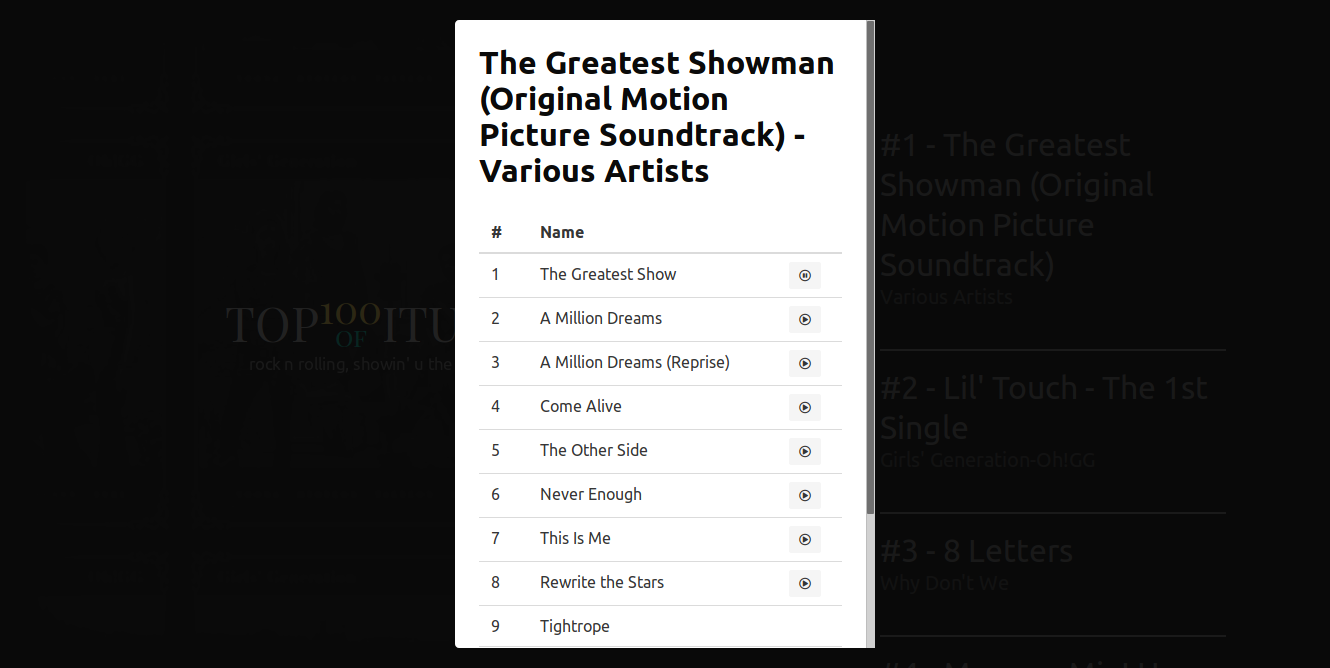 The Greatest Showman
(Original Motion
Picture Soundtrack) -
Various Artists
# Name
1 The Greatest Show
2 A Million Dreams
3 A Million Dreams (Reprise)
4 Come Alive
5 The Other Side
6 Never Enough
7 This Is Me
8 Rewrite the Stars
9 Tightrope
TOP 100 OF ITU
rock n rolling, showin' u the
#1 - The Greatest
Showman (Original
Motion Picture
Soundtrack)
Various Artists
#2 - Lil' Touch - The 1st
Single
Girls' Generation-Oh!GG
#3 - 8 Letters
Why Don't We